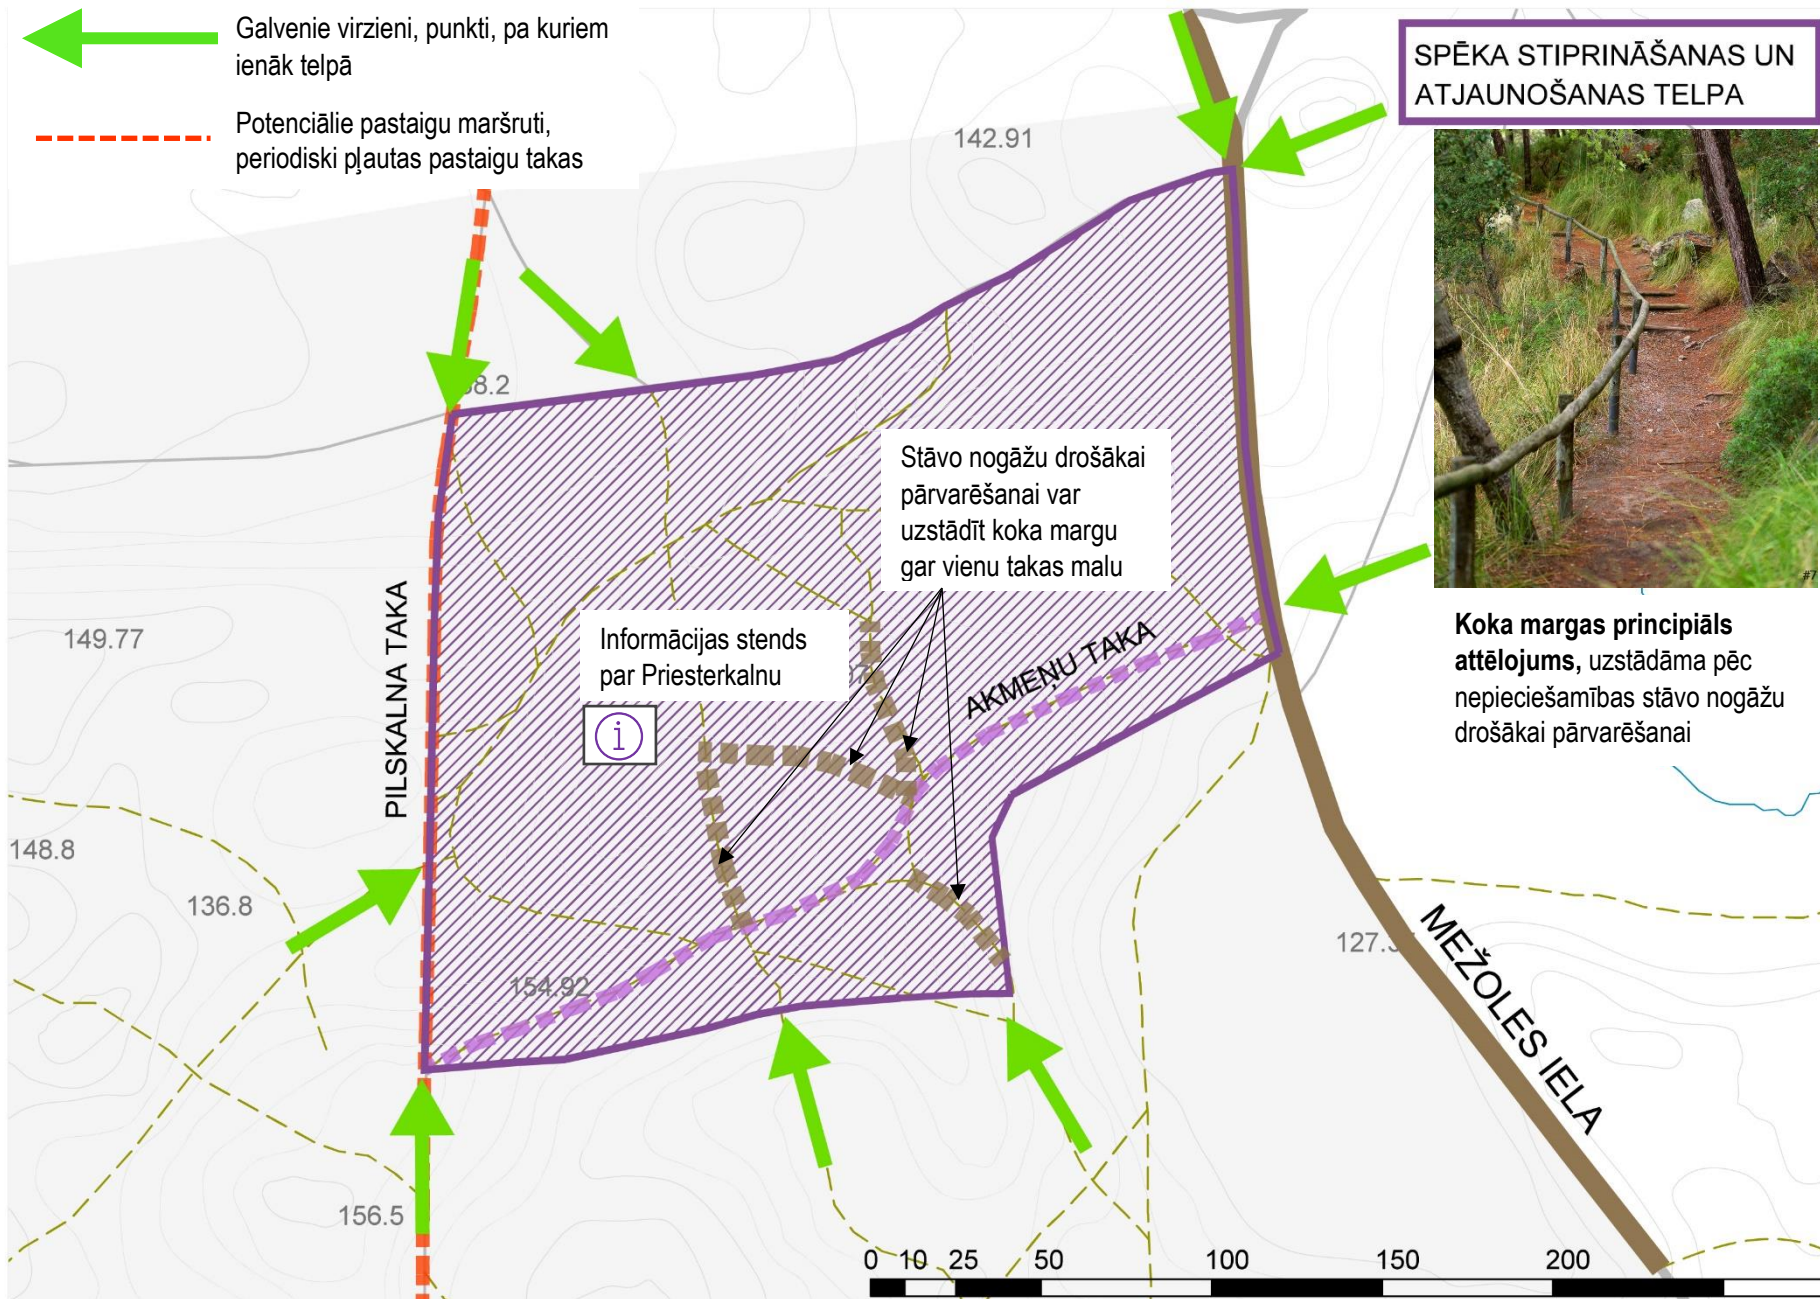 Galvenie virzieni, punkti, pa kuriem
ienāk telpā
Potenciālie pastaigu maršruti,
periodiski pļautas pastaigu takas
SPĒKA STIPRINĀŠANAS UN
ATJAUNOŠANAS TELPA
142.91
#7
Stāvo nogāžu drošākai
pārvarēšanai var
uzstādīt koka margu
gar vienu takas malu
Informācijas stends
par Priesterkalnu
i
Koka margas principiāls
attēlojums, uzstādāma pēc
nepieciešamības stāvo nogāžu
drošākai pārvarēšanai
PILSKALNA TAKA
AKMEŅU TAKA
MEŽOLES IELA
149.77
148.8
136.8
154.92
156.5
0 10 25 50 100 150 200